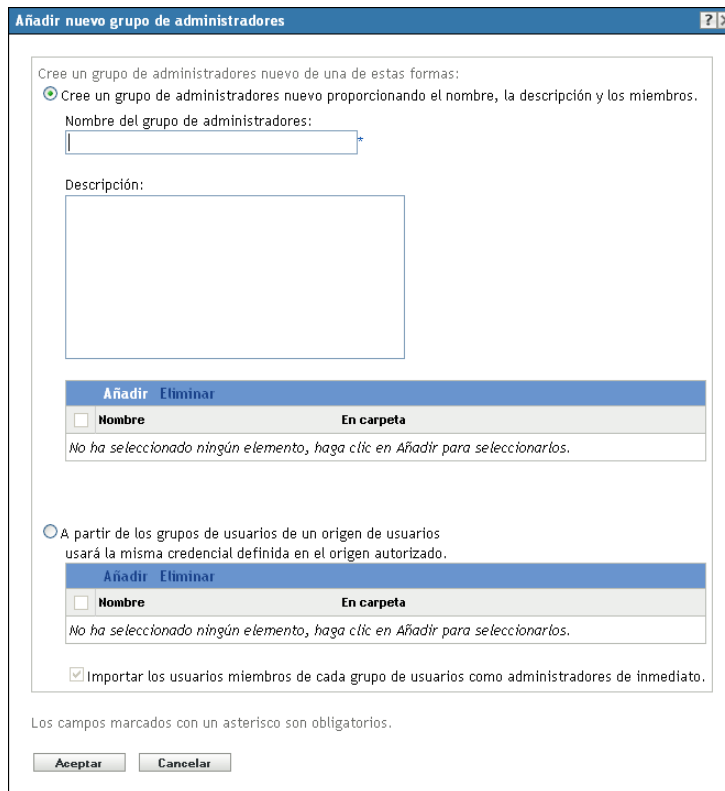 Añadir nuevo grupo de administradores
?
Cree un grupo de administradores nuevo de una de estas formas:
Cree un grupo de administradores nuevo proporcionando el nombre, la descripción y los miembros.
Nombre del grupo de administradores:
*
Descripción:
Añadir Eliminar
Nombre En carpeta
No ha seleccionado ningún elemento, haga clic en Añadir para seleccionarlos.
A partir de los grupos de usuarios de un origen de usuarios
usará la misma credencial definida en el origen autorizado.
Añadir Eliminar
Nombre En carpeta
No ha seleccionado ningún elemento, haga clic en Añadir para seleccionarlos.
Importar los usuarios miembros de cada grupo de usuarios como administradores de inmediato.
Los campos marcados con un asterisco son obligatorios.
Aceptar Cancelar